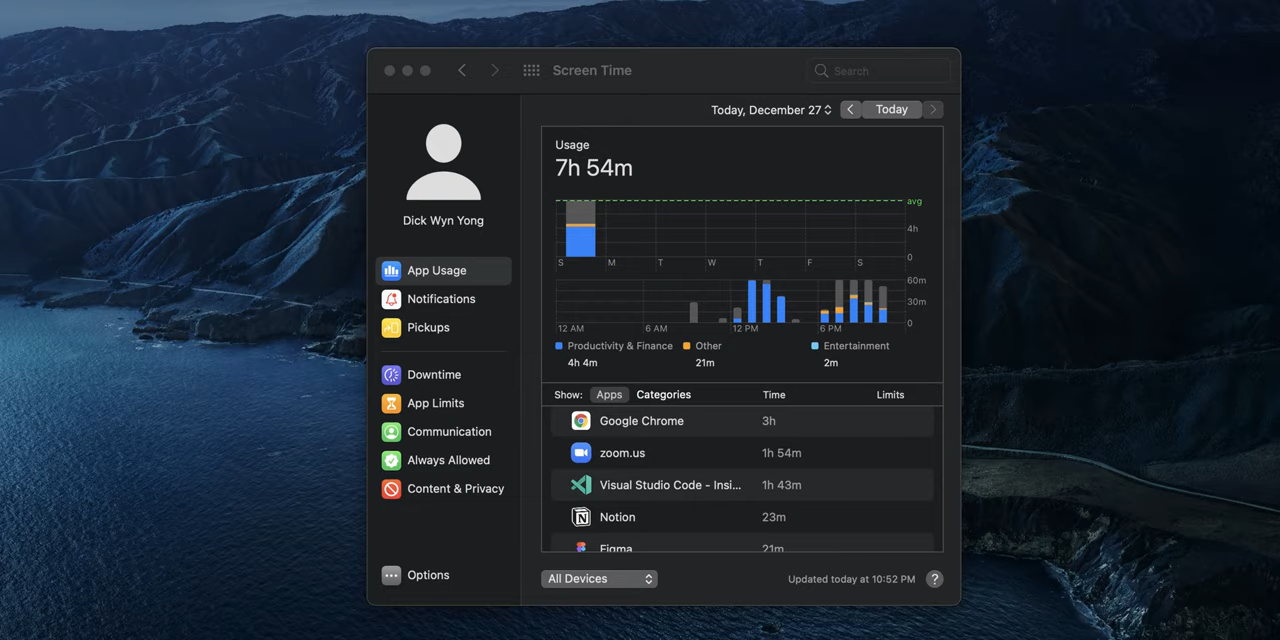 Screen Time
Search
Today, December 27
Today
Dick Wyn Yong
App Usage
Notifications
Pickups
Downtime
App Limits
Communication
Always Allowed
Content & Privacy
Options
Usage
7h 54m
avg
4h
0
S M T W T F S
60m
30m
0
12 AM 6 AM 12 PM 6 PM
Productivity & Finance Other Entertainment
4h 4m 21m 2m
Show: Apps Categories Time Limits
Google Chrome 3h
zoom.us 1h 54m
Visual Studio Code - Insi... 1h 43m
Notion 23m
Figma 21m
All Devices
Updated today at 10:52 PM
?